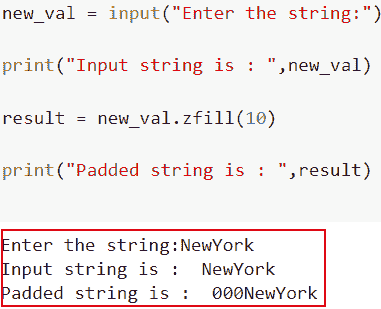 new_val = input("Enter the string:")
print("Input string is : ",new_val)
result = new_val.zfill(10)
print("Padded string is : ",result)
Enter the string:NewYork
Input string is :  NewYork
Padded string is :  000NewYork